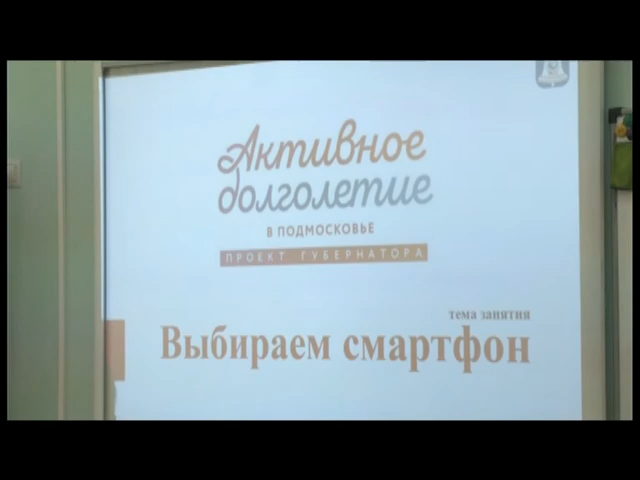 Активное
долголетие
В ПОДМОСКОВЬЕ
ПРОЕКТ ГУБЕРНАТОРА
тема занятия
Выбираем смартфон